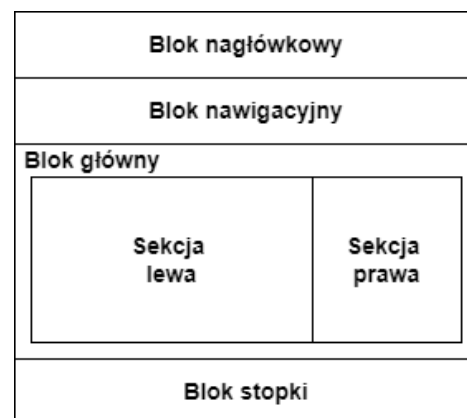 Blok nagłówkowy
Blok nawigacyjny
Blok główny
Sekcja
lewa
Sekcja
prawa
Blok stopki